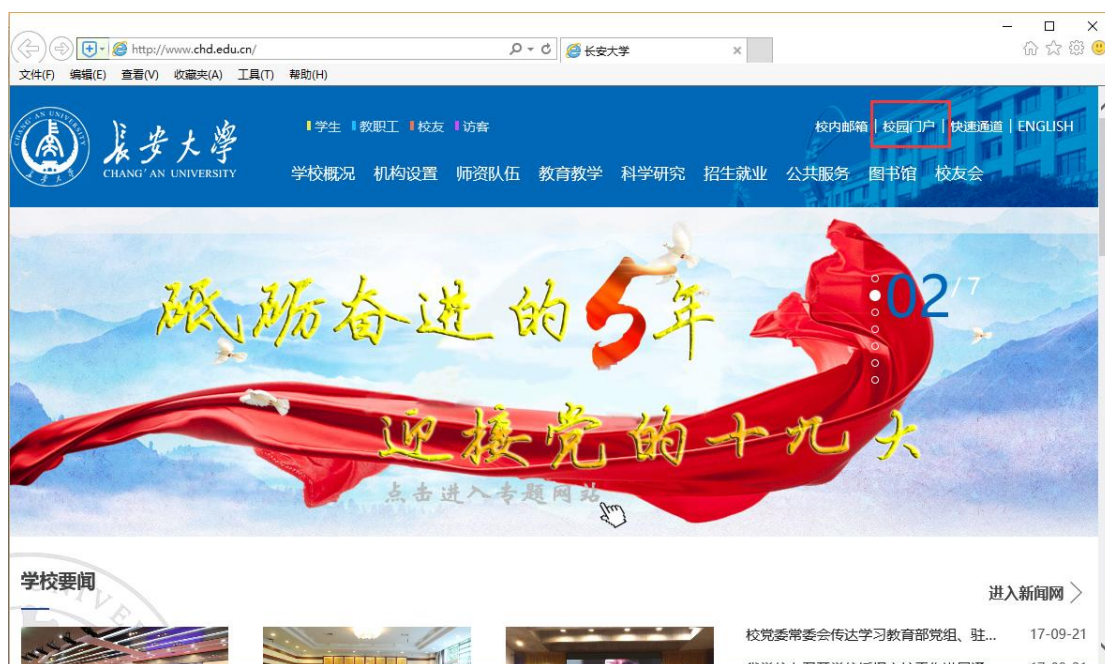 http://www.chd.edu.cn/
长安大学
文件(F) 编辑(E) 查看(V) 收藏夹(A) 工具(T) 帮助(H)
长安大学
CHANG'AN UNIVERSITY
学生 教职工 校友 访客
校内邮箱 | 校园门户 | 快速通道 | ENGLISH
学校概况 机构设置 师资队伍 教育教学 科学研究 招生就业 公共服务 图书馆 校友会
砥砺奋进的5年
02/7
迎接党的十九大
点击进入专题网站
学校要闻
进入新闻网
校党委常委会传达学习教育部党组、驻... 17-09-21